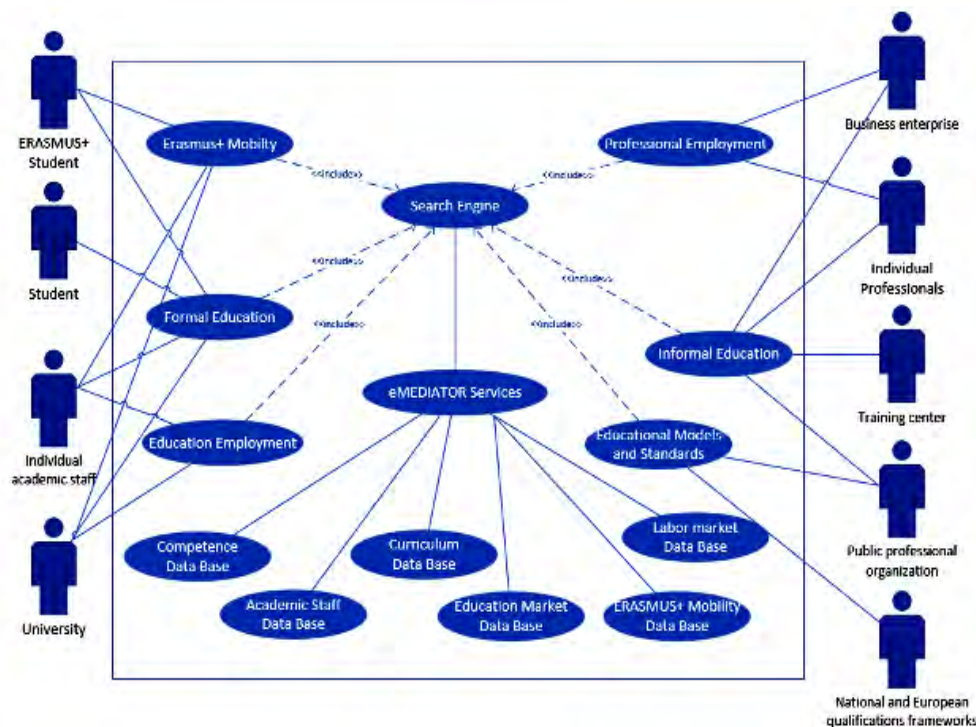 ERASMUS+
Student
Student
Individual
academic staff
University
Erasmus+ Mobilty
Professional Employment
<<include>>
<<include>>
Search Engine
<<include>>
<<include>>
<<include>>
<<include>>
Formal Education
Informal Education
eMEDIATOR Services
Education Employment
Educational Models
and Standards
Competence
Data Base
Curriculum
Data Base
Labor market
Data Base
Academic Staff
Data Base
Education Market
Data Base
ERASMUS+ Mobility
Data Base
Business enterprise
Individual
Professionals
Training center
Public professional
organization
National and European
qualifications frameworks